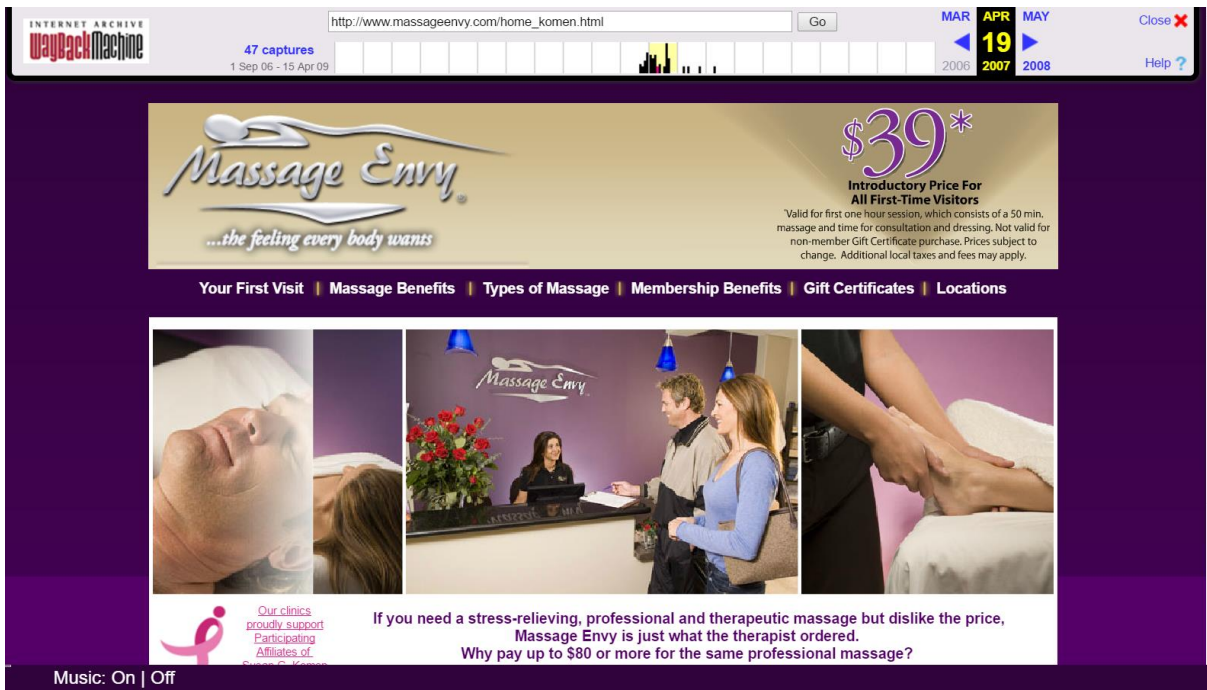 INTERNET ARCHIVE
WayBackMachine
http://www.massageenvy.com/home_komen.html
Go
47 captures
1 Sep 06 - 15 Apr 09
MAR APR MAY
19
2006 2007 2008
Close
Help ?
Massage Envy®
...the feeling every body wants
$39*
Introductory Price For
All First-Time Visitors
*Valid for first one hour session, which consists of a 50 min.
massage and time for consultation and dressing. Not valid for
non-member Gift Certificate purchase. Prices subject to
change. Additional local taxes and fees may apply.
Your First Visit | Massage Benefits | Types of Massage | Membership Benefits | Gift Certificates | Locations
Massage Envy
Our clinics
proudly support
Participating
Affiliates of
Susan G. Komen
If you need a stress-relieving, professional and therapeutic massage but dislike the price,
Massage Envy is just what the therapist ordered.
Why pay up to $80 or more for the same professional massage?
Music: On | Off